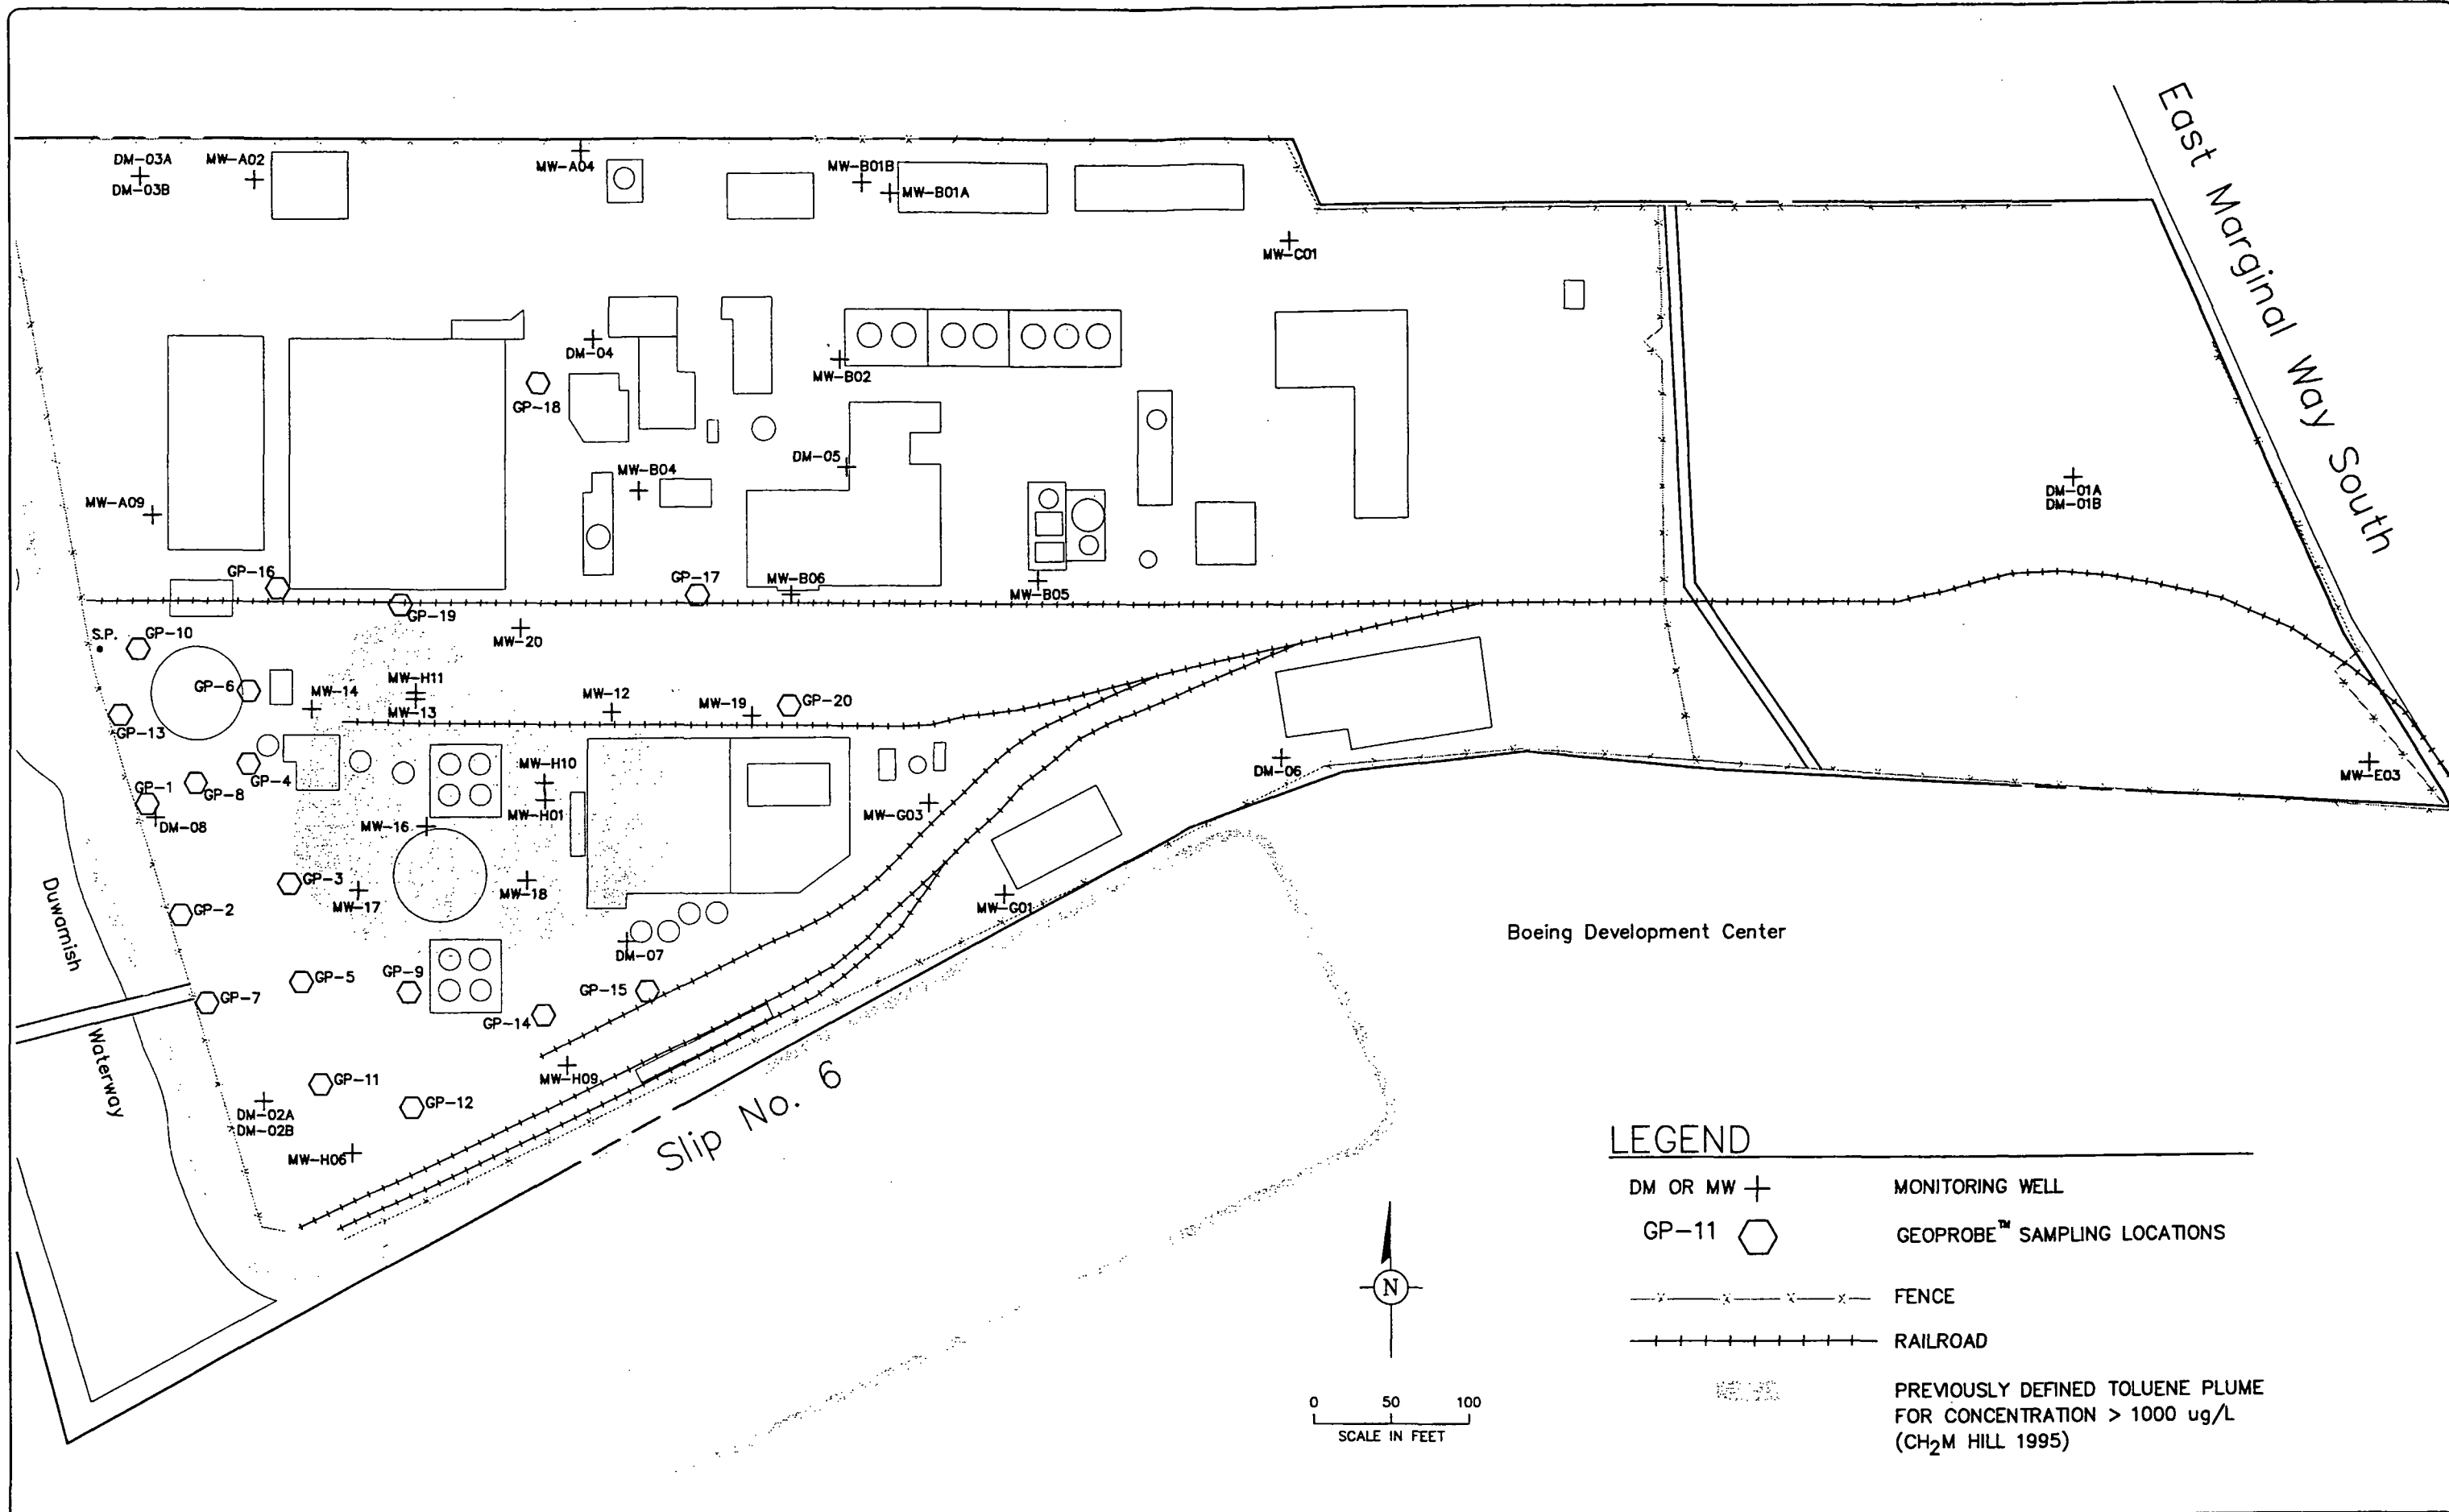 East Marginal Way South
DM-03A
DM-03B
MW-A02
MW-A04
MW-B01B
MW-B01A
MW-C01
DM-04
MW-B02
GP-18
DM-05
MW-B04
MW-A09
DM-01A
DM-01B
GP-16
GP-19
GP-17
MW-B06
MW-B05
S.P.
GP-10
MW-20
GP-6
MW-14
MW-H11
MW-13
MW-12
MW-19
GP-20
GP-13
GP-4
GP-1
GP-8
DM-08
MW-H10
MW-H01
MW-16
MW-G03
DM-06
MW-E03
GP-3
MW-17
MW-18
GP-2
MW-G01
Duwamish
Waterway
Boeing Development Center
DM-07
GP-5
GP-9
GP-7
GP-15
GP-14
MW-H09
GP-11
GP-12
DM-02A
DM-02B
MW-H06
Slip No. 6
LEGEND
DM OR MW
MONITORING WELL
GP-11
GEOPROBE™ SAMPLING LOCATIONS
FENCE
RAILROAD
PREVIOUSLY DEFINED TOLUENE PLUME
FOR CONCENTRATION > 1000 ug/L
(CH2M HILL 1995)
N
0 50 100
SCALE IN FEET